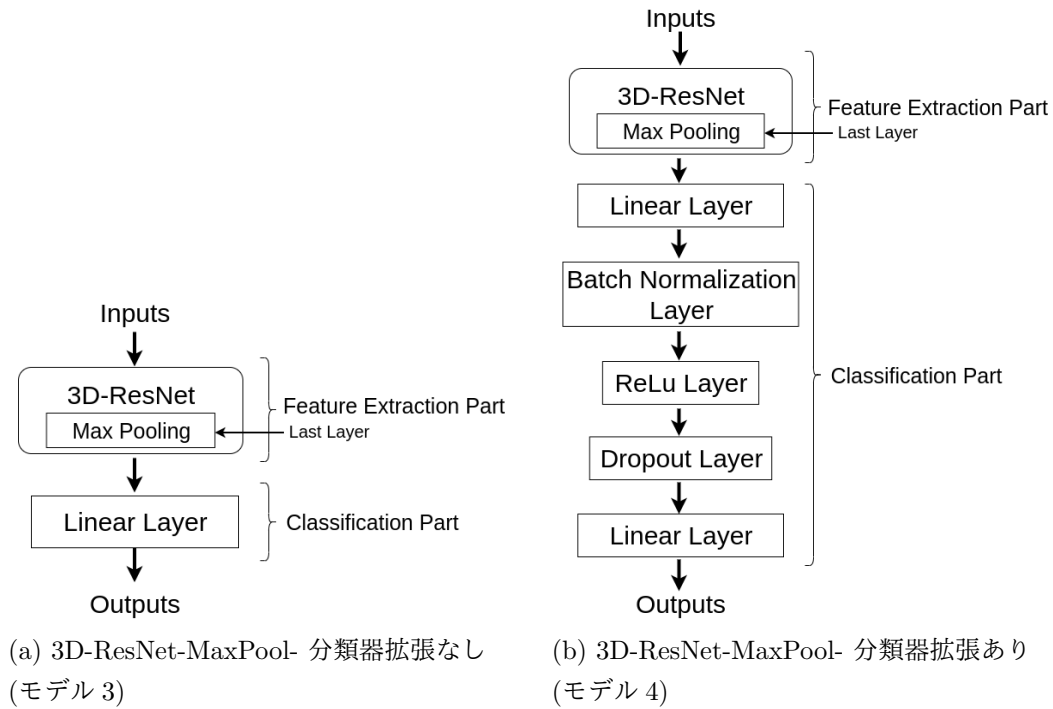 Inputs
3D-ResNet
Max Pooling
Feature Extraction Part
Last Layer
Linear Layer
Classification Part
Outputs
(a) 3D-ResNet-MaxPool- 分類器拡張なし
(モデル 3)
Inputs
3D-ResNet
Max Pooling
Feature Extraction Part
Last Layer
Linear Layer
Batch Normalization
Layer
ReLu Layer
Classification Part
Dropout Layer
Linear Layer
Outputs
(b) 3D-ResNet-MaxPool- 分類器拡張あり
(モデル 4)